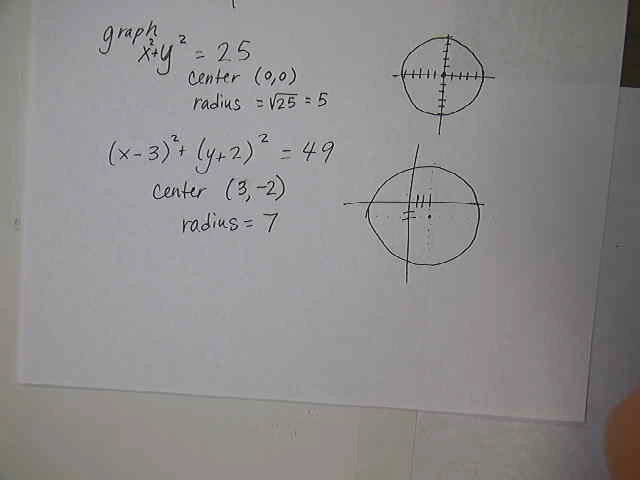 graph
x²+y² = 25
center (0,0)
radius = √25 = 5
(x-3)² + (y+2)² = 49
center (3,-2)
radius = 7